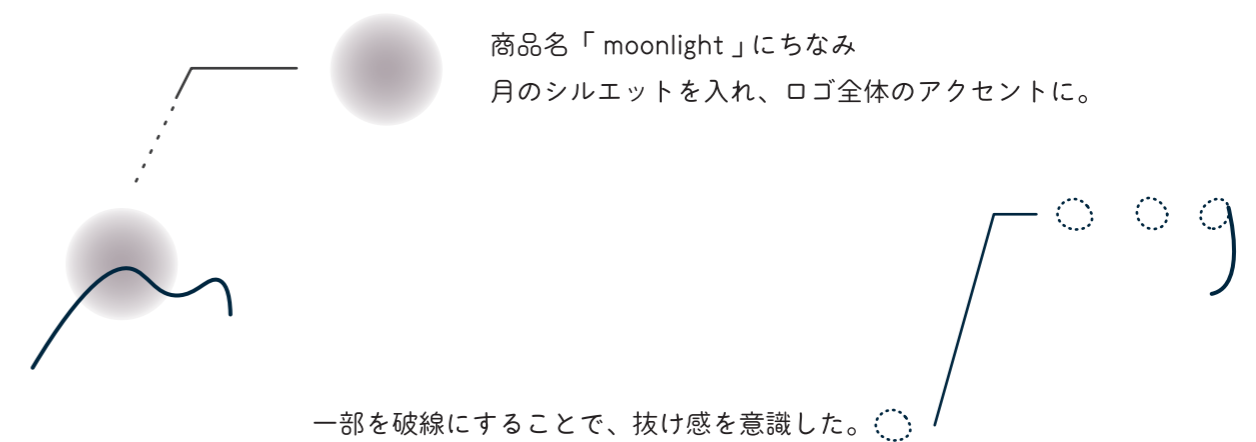 商品名「 moonlight 」にちなみ
月のシルエットを入れ、ロゴ全体のアクセントに。
一部を破線にすることで、抜け感を意識した。